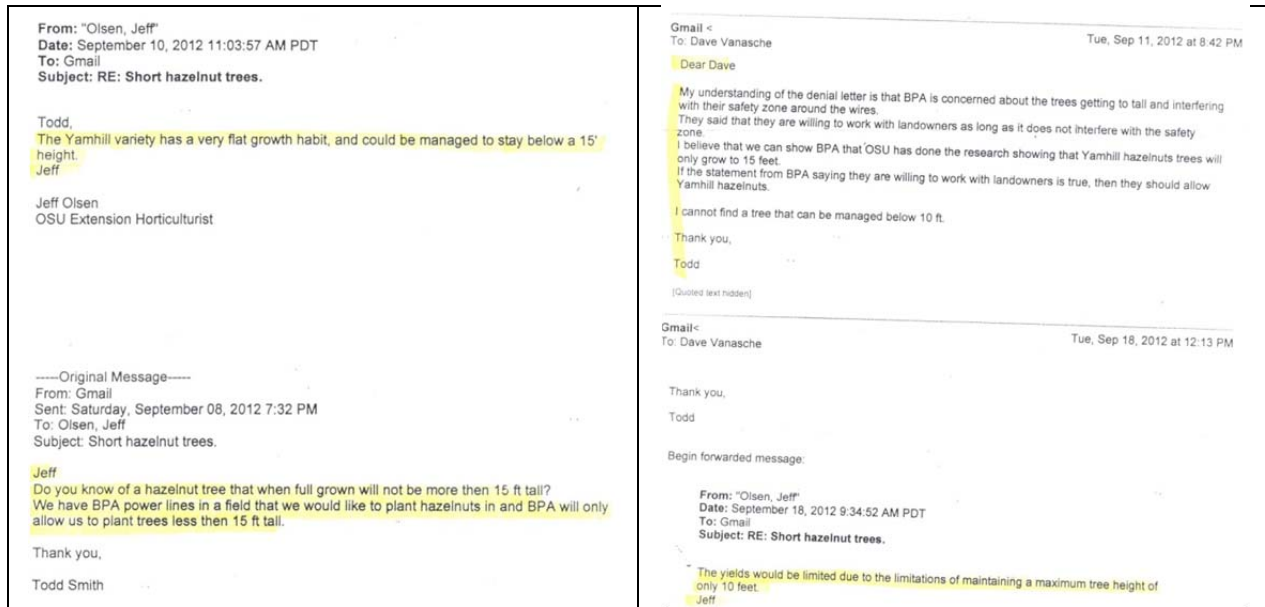 From: "Olsen, Jeff"
Date: September 10, 2012 11:03:57 AM PDT
To: Gmail
Subject: RE: Short hazelnut trees.
Todd,
The Yamhill variety has a very flat growth habit, and could be managed to stay below a 15'
height.
Jeff
Jeff Olsen
OSU Extension Horticulturist
-----Original Message-----
From: Gmail
Sent: Saturday, September 08, 2012 7:32 PM
To: Olsen, Jeff
Subject: Short hazelnut trees.
Jeff
Do you know of a hazelnut tree that when full grown will not be more then 15 ft tall?
We have BPA power lines in a field that we would like to plant hazelnuts in and BPA will only
allow us to plant trees less then 15 ft tall.
Thank you,
Todd Smith
Gmail <
To: Dave Vanasche
Tue, Sep 11, 2012 at 8:42 PM
Dear Dave
My understanding of the denial letter is that BPA is concerned about the trees getting to tall and interfering
with their safety zone around the wires.
They said that they are willing to work with landowners as long as it does not interfere with the safety
zone.
I believe that we can show BPA that OSU has done the research showing that Yamhill hazelnuts trees will
only grow to 15 feet.
If the statement from BPA saying they are willing to work with landowners is true, then they should allow
Yamhill hazelnuts.
I cannot find a tree that can be managed below 10 ft.
Thank you,
Todd
[Quoted text hidden]
Gmail<
To: Dave Vanasche
Tue, Sep 18, 2012 at 12:13 PM
Thank you,
Todd
Begin forwarded message:
From: "Olsen, Jeff"
Date: September 18, 2012 9:34:52 AM PDT
To: Gmail
Subject: RE: Short hazelnut trees.
The yields would be limited due to the limitations of maintaining a maximum tree height of
only 10 feet.
Jeff